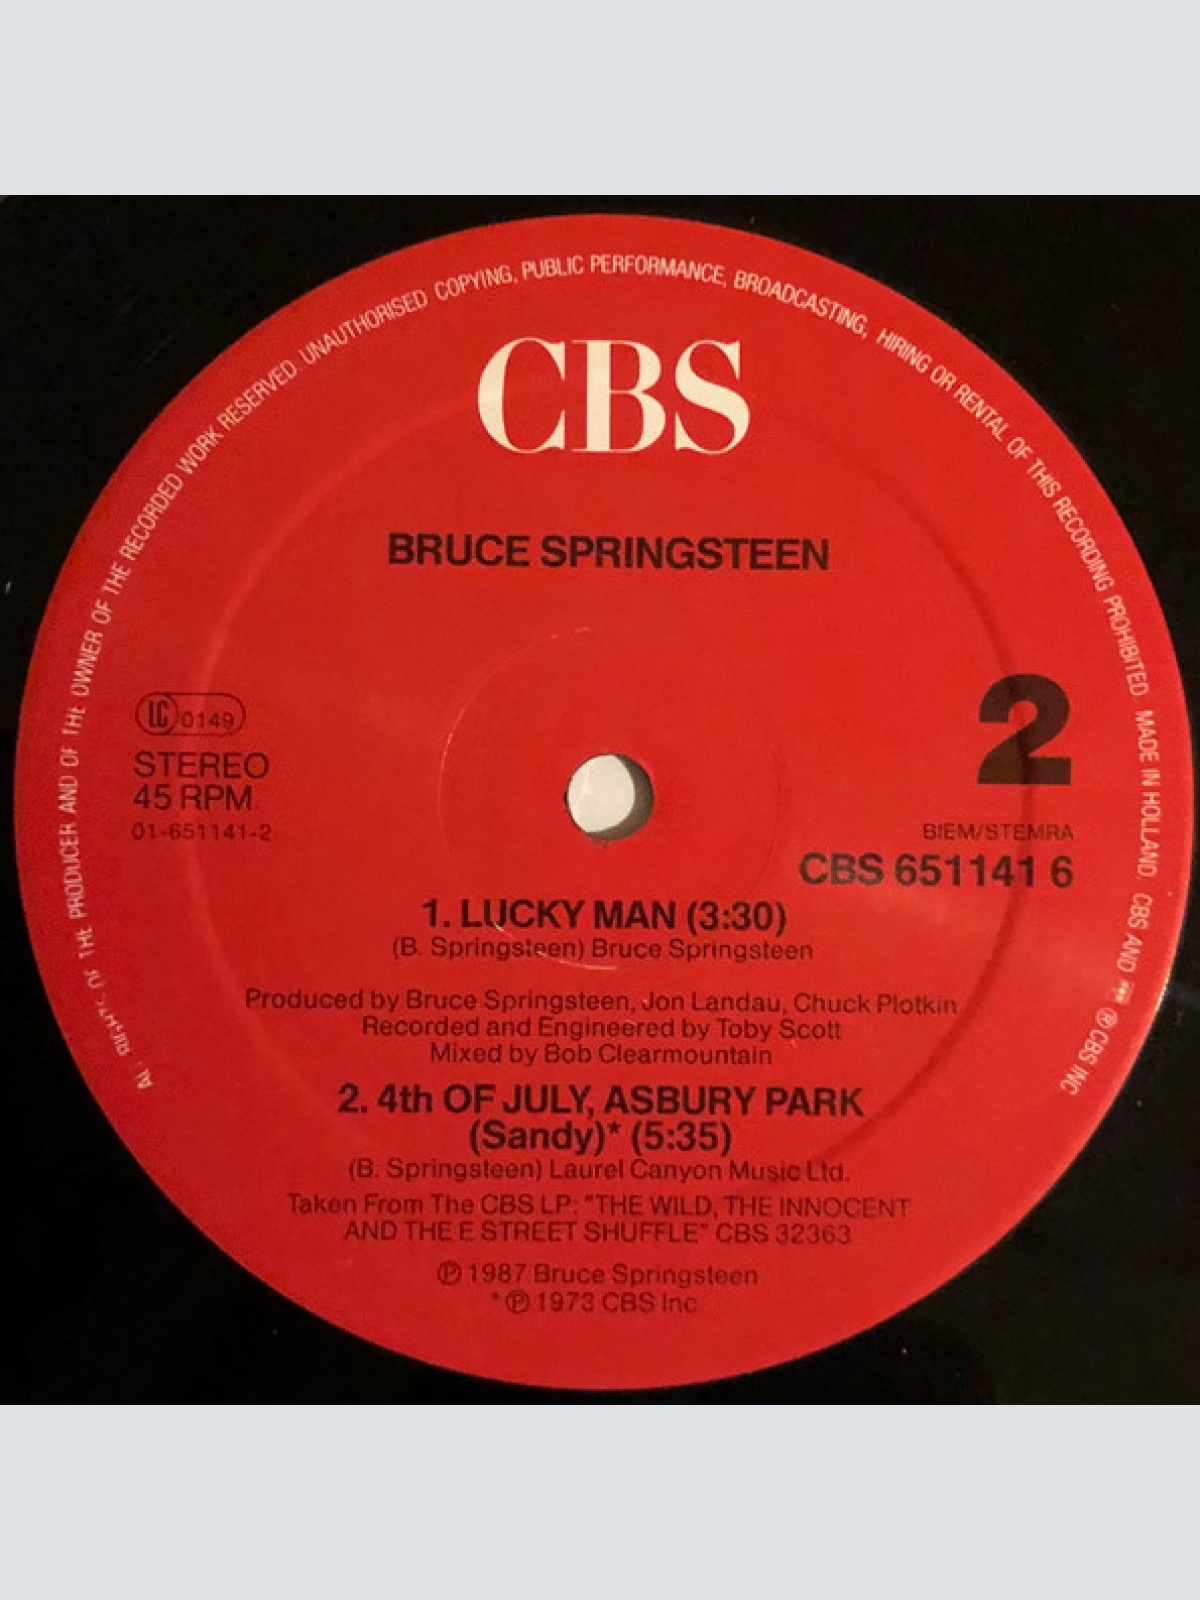 ALL RIGHTS OF THE PRODUCER AND OF THE OWNER OF THE RECORDED WORK RESERVED. UNAUTHORISED COPYING, PUBLIC PERFORMANCE, BROADCASTING, HIRING OR RENTAL OF THIS RECORDING PROHIBITED. MADE IN HOLLAND. CBS AND ℗ CBS INC
CBS
BRUCE SPRINGSTEEN
LC 0149
STEREO
45 RPM
01-651141-2
2
BIEM/STEMRA
CBS 651141 6
1. LUCKY MAN (3:30)
(B. Springsteen) Bruce Springsteen
Produced by Bruce Springsteen, Jon Landau, Chuck Plotkin
Recorded and Engineered by Toby Scott
Mixed by Bob Clearmountain
2. 4th OF JULY, ASBURY PARK
(Sandy)* (5:35)
(B. Springsteen) Laurel Canyon Music Ltd.
Taken From The CBS LP: "THE WILD, THE INNOCENT
AND THE E STREET SHUFFLE" CBS 32363
℗ 1987 Bruce Springsteen
* ℗ 1973 CBS Inc